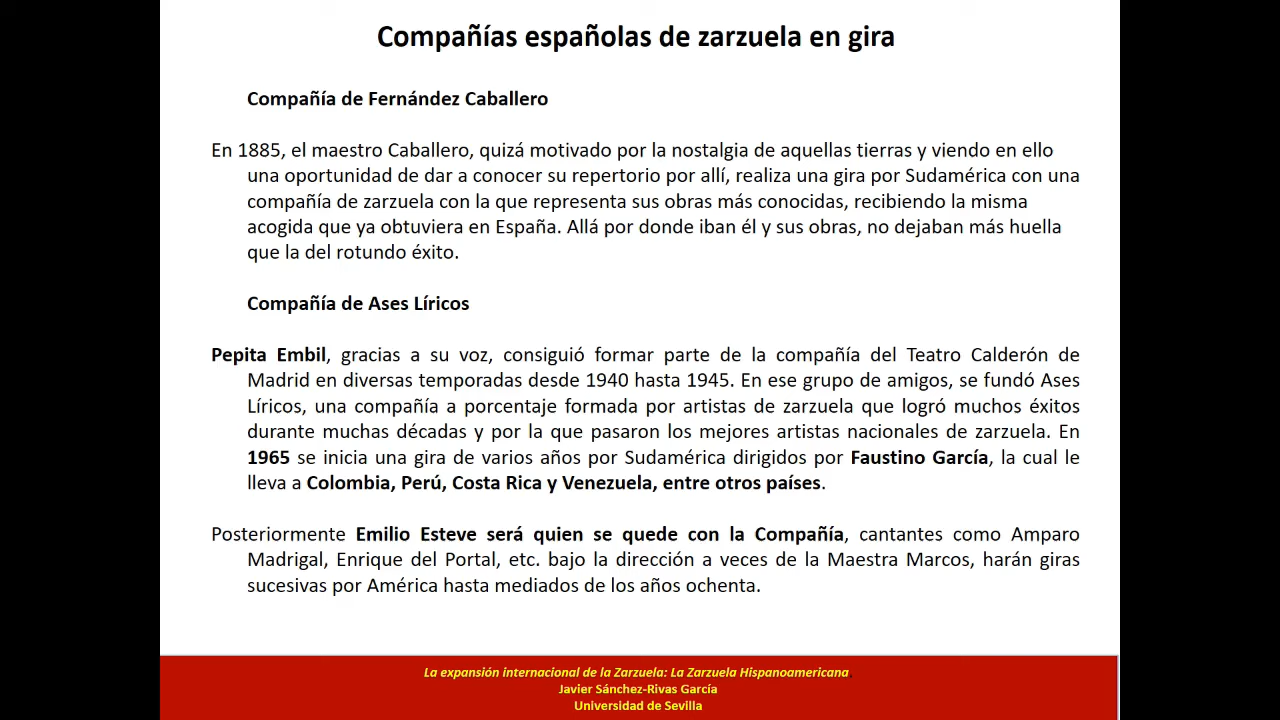 Compañías españolas de zarzuela en gira
Compañía de Fernández Caballero
En 1885, el maestro Caballero, quizá motivado por la nostalgia de aquellas tierras y viendo en ello
una oportunidad de dar a conocer su repertorio por allí, realiza una gira por Sudamérica con una
compañía de zarzuela con la que representa sus obras más conocidas, recibiendo la misma
acogida que ya obtuviera en España. Allá por donde iban él y sus obras, no dejaban más huella
que la del rotundo éxito.
Compañía de Ases Líricos
Pepita Embil, gracias a su voz, consiguió formar parte de la compañía del Teatro Calderón de
Madrid en diversas temporadas desde 1940 hasta 1945. En ese grupo de amigos, se fundó Ases
Líricos, una compañía a porcentaje formada por artistas de zarzuela que logró muchos éxitos
durante muchas décadas y por la que pasaron los mejores artistas nacionales de zarzuela. En
1965 se inicia una gira de varios años por Sudamérica dirigidos por Faustino García, la cual le
lleva a Colombia, Perú, Costa Rica y Venezuela, entre otros países.
Posteriormente Emilio Esteve será quien se quede con la Compañía, cantantes como Amparo
Madrigal, Enrique del Portal, etc. bajo la dirección a veces de la Maestra Marcos, harán giras
sucesivas por América hasta mediados de los años ochenta.
La expansión internacional de la Zarzuela: La Zarzuela Hispanoamericana
Javier Sánchez-Rivas García
Universidad de Sevilla